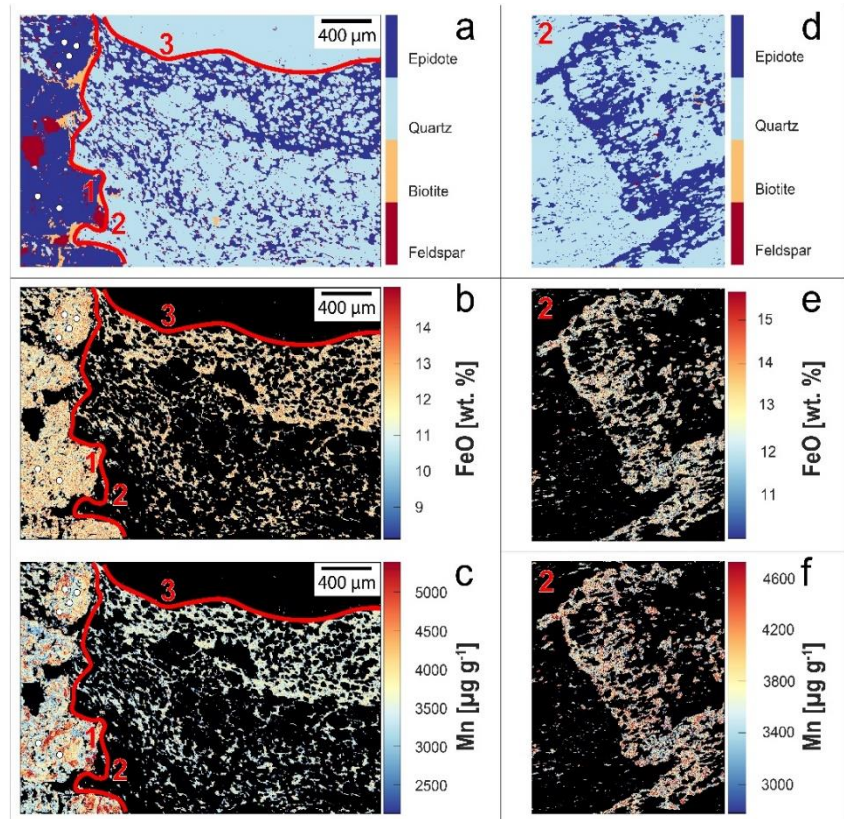 a
400 μm
3
1
2
Epidote
Quartz
Biotite
Feldspar
d
2
Epidote
Quartz
Biotite
Feldspar
b
400 μm
3
1
2
14
13
12
11
10
9
FeO [wt. %]
e
2
15
14
13
12
11
FeO [wt. %]
c
400 μm
3
1
2
5000
4500
4000
3500
3000
2500
Mn [μg g⁻¹]
f
2
4600
4200
3800
3400
3000
Mn [μg g⁻¹]